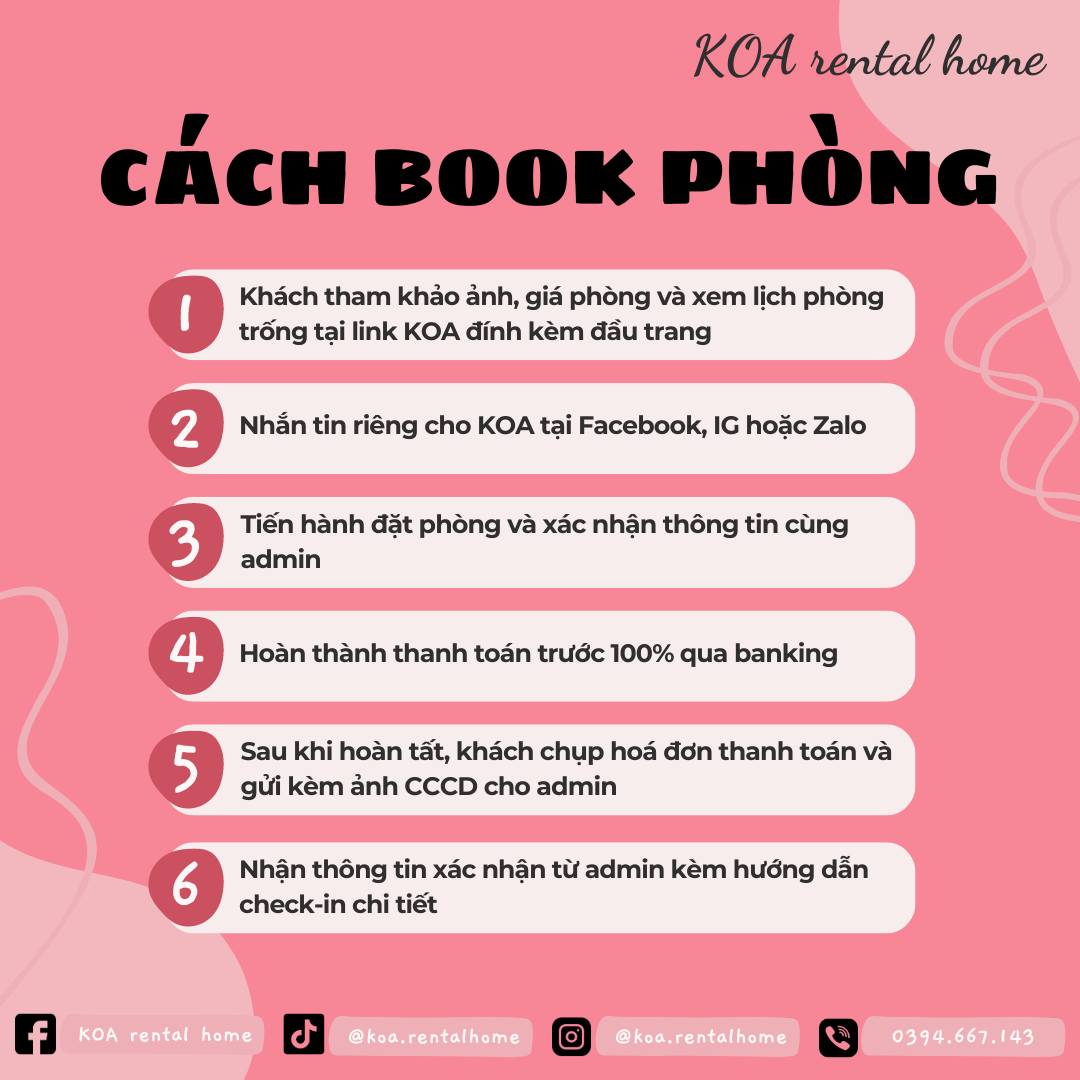 KOA rental home
CÁCH BOOK PHÒNG
1
Khách tham khảo ảnh, giá phòng và xem lịch phòng
trống tại link KOA đính kèm đầu trang
2
Nhắn tin riêng cho KOA tại Facebook, IG hoặc Zalo
3
Tiến hành đặt phòng và xác nhận thông tin cùng
admin
4
Hoàn thành thanh toán trước 100% qua banking
5
Sau khi hoàn tất, khách chụp hoá đơn thanh toán và
gửi kèm ảnh CCCD cho admin
6
Nhận thông tin xác nhận từ admin kèm hướng dẫn
check-in chi tiết
KOA rental home
@koa.rentalhome
@koa.rentalhome
0394.667.143